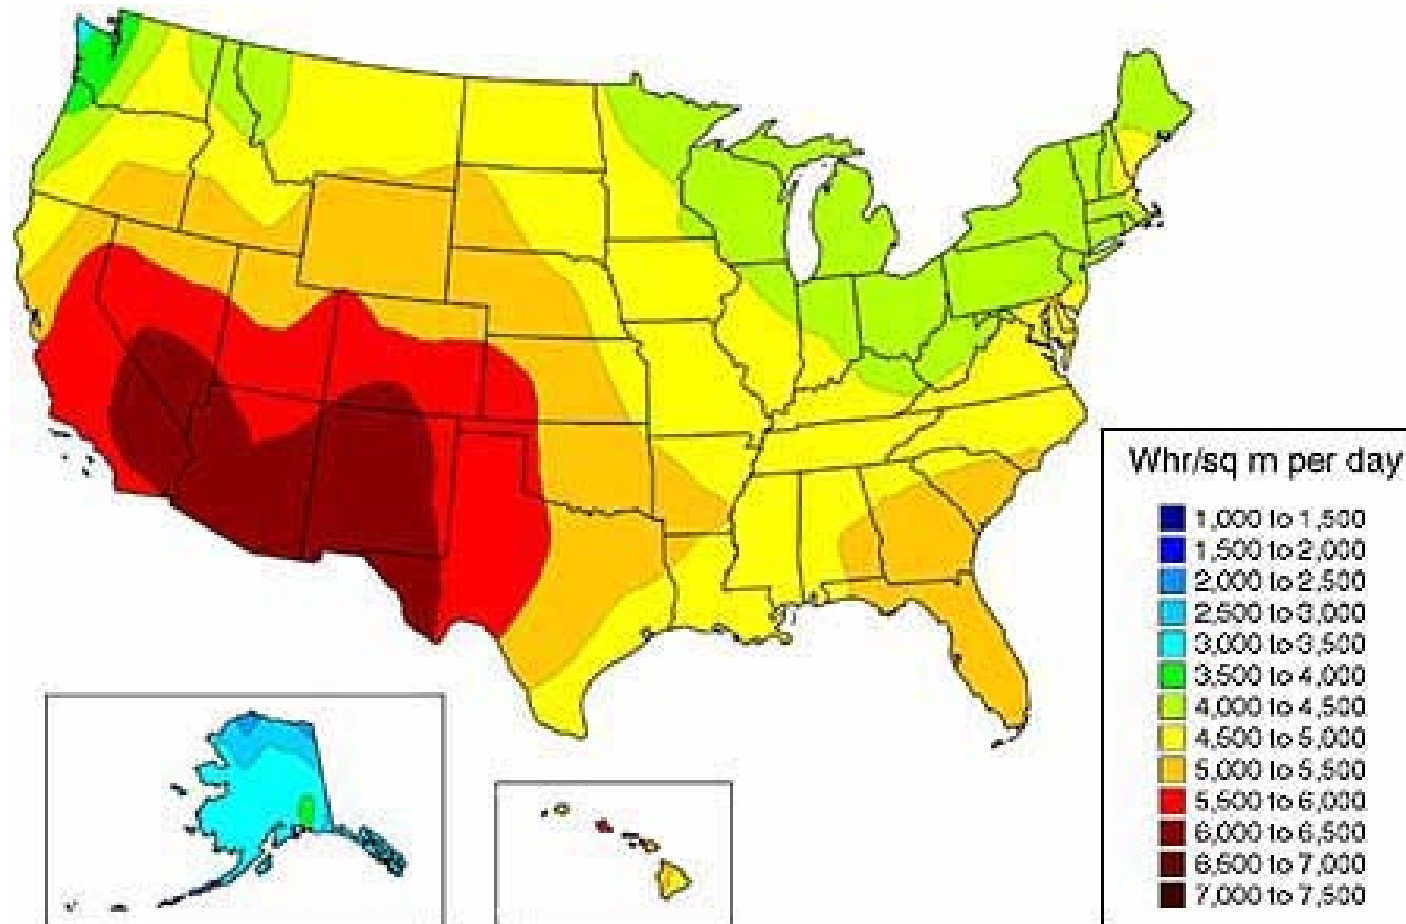 Whr/sq m per day
1,000 to 1,500
1,500 to 2,000
2,000 to 2,500
2,500 to 3,000
3,000 to 3,500
3,500 to 4,000
4,000 to 4,500
4,500 to 5,000
5,000 to 5,500
5,500 to 6,000
6,000 to 6,500
6,500 to 7,000
7,000 to 7,500